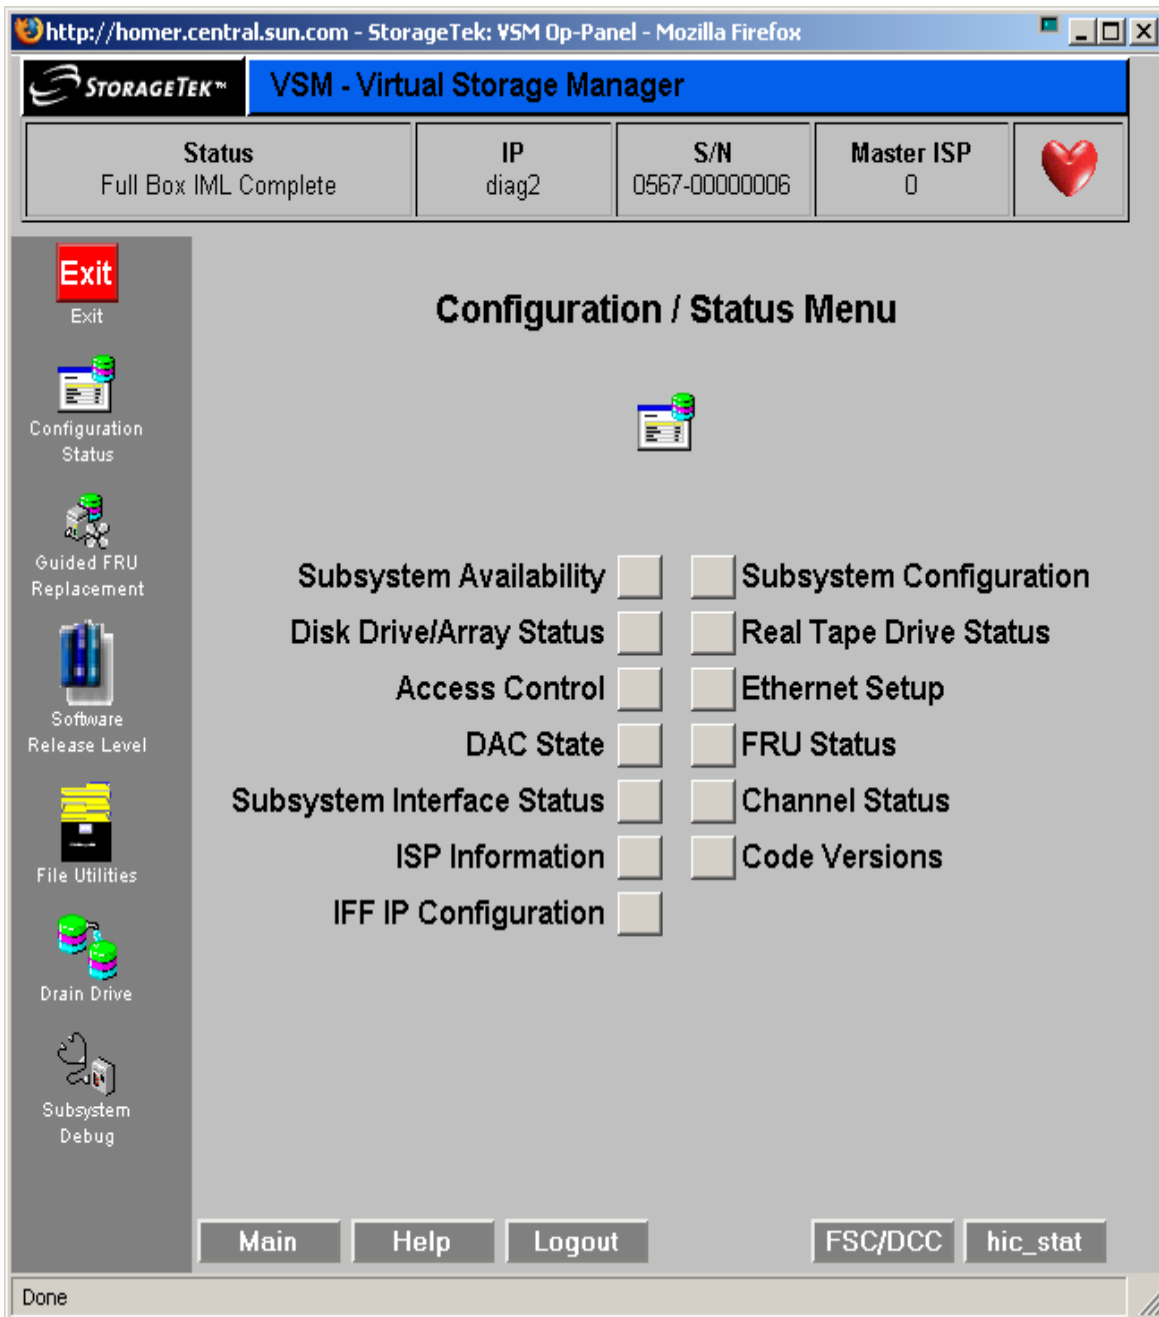 http://homer.central.sun.com - StorageTek: VSM Op-Panel - Mozilla Firefox
STORAGETEK™
VSM - Virtual Storage Manager
Status
Full Box IML Complete
IP
diag2
S/N
0567-00000006
Master ISP
0
Exit
Exit
Configuration
Status
Guided FRU
Replacement
Software
Release Level
File Utilities
Drain Drive
Subsystem
Debug
Configuration / Status Menu
Subsystem Availability
Subsystem Configuration
Disk Drive/Array Status
Real Tape Drive Status
Access Control
Ethernet Setup
DAC State
FRU Status
Subsystem Interface Status
Channel Status
ISP Information
Code Versions
IFF IP Configuration
Main
Help
Logout
FSC/DCC
hic_stat
Done